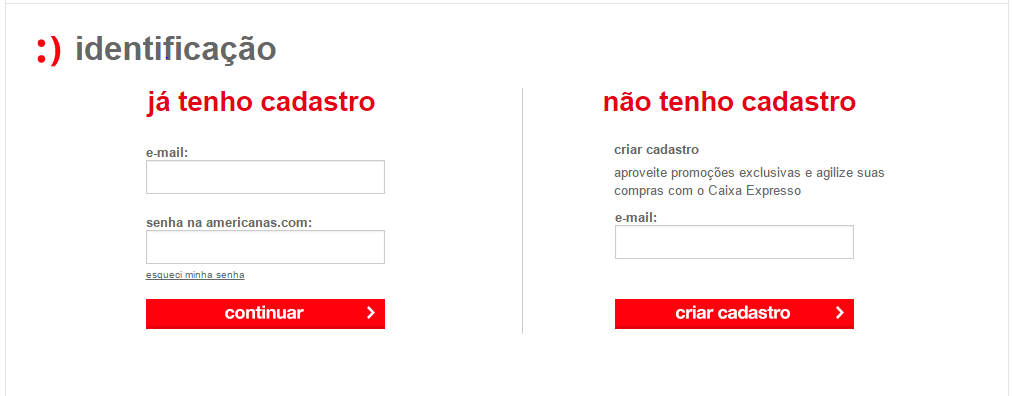 :) identificação
já tenho cadastro
e-mail:
senha na americanas.com:
esqueci minha senha
continuar
não tenho cadastro
criar cadastro
aproveite promoções exclusivas e agilize suas
compras com o Caixa Expresso
e-mail:
criar cadastro